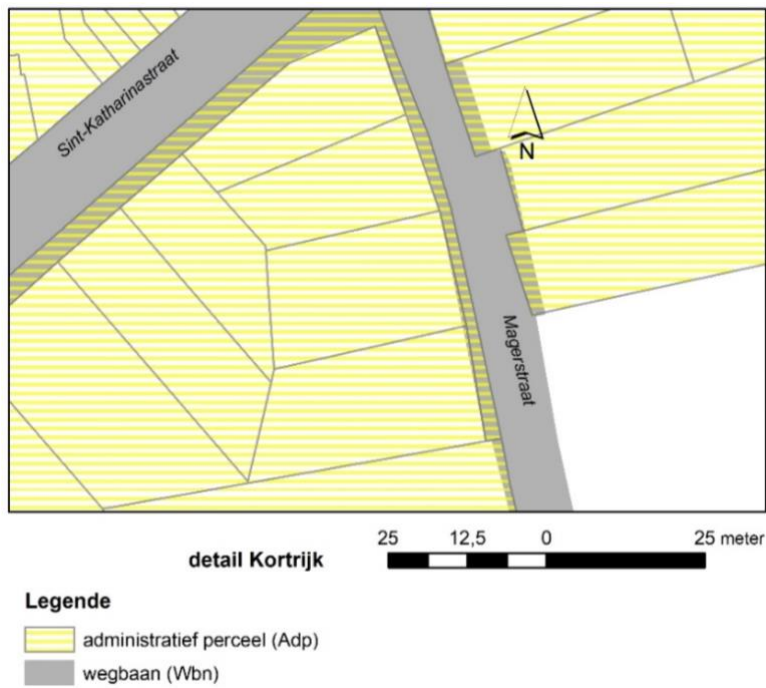 Sint-Katharinastraat
N
Magerstraat
detail Kortrijk
25 12,5 0 25 meter
Legende
administratief perceel (Adp)
wegbaan (Wbn)